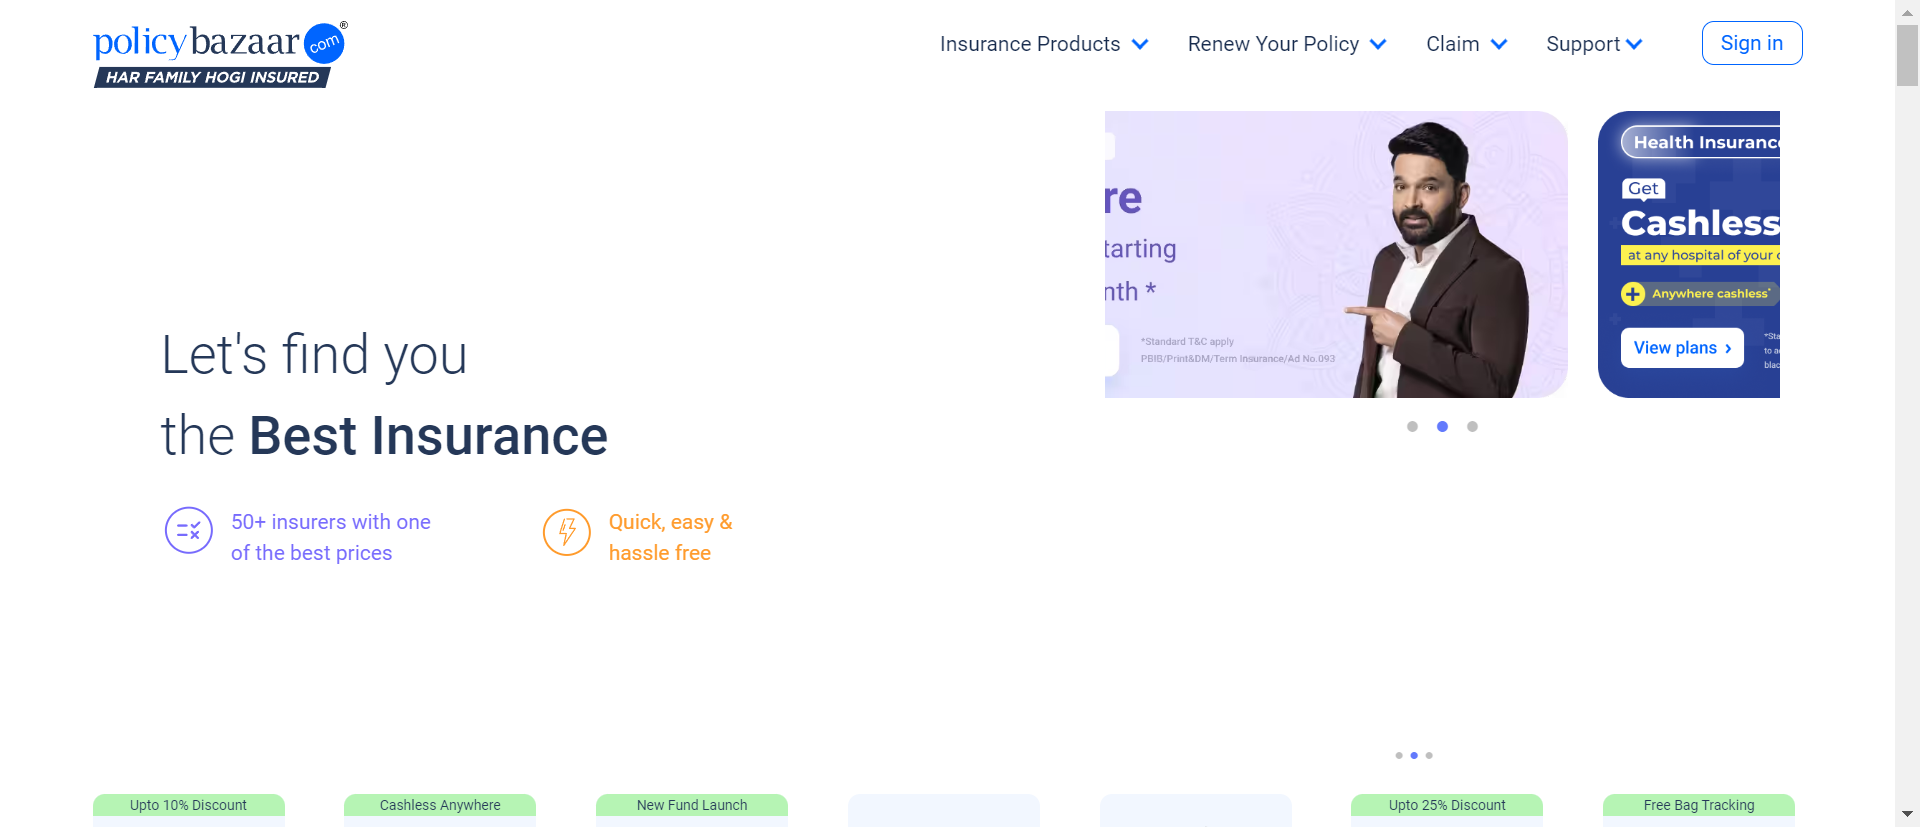 policybazaar com ®
HAR FAMILY HOGI INSURED
Insurance Products
Renew Your Policy
Claim
Support
Sign in
re
tarting
nth *
*Standard T&C apply
PBIB/Print&DM/Term Insurance/Ad No.093
Health Insuranc
Get
Cashless
at any hospital of your
Anywhere cashless*
View plans ›
*Sta
to a
blac
Let's find you
the Best Insurance
50+ insurers with one
of the best prices
Quick, easy &
hassle free
Upto 10% Discount
Cashless Anywhere
New Fund Launch
Upto 25% Discount
Free Bag Tracking